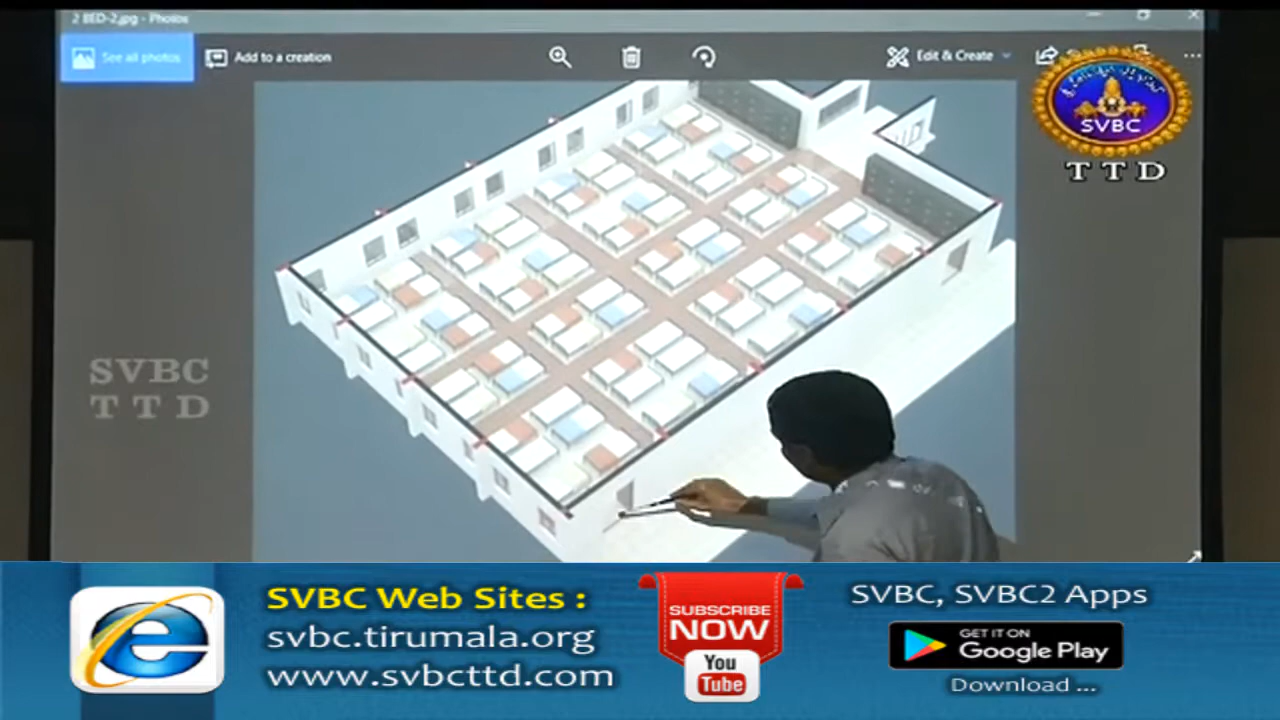 2 BED-2.jpg - Photos
See all photos
Add to a creation
Edit & Create
SVBC
T T D
SVBC
T T D
SVBC Web Sites :
svbc.tirumala.org
www.svbcttd.com
SUBSCRIBE
NOW
You
Tube
SVBC, SVBC2 Apps
GET IT ON
Google Play
Download ...